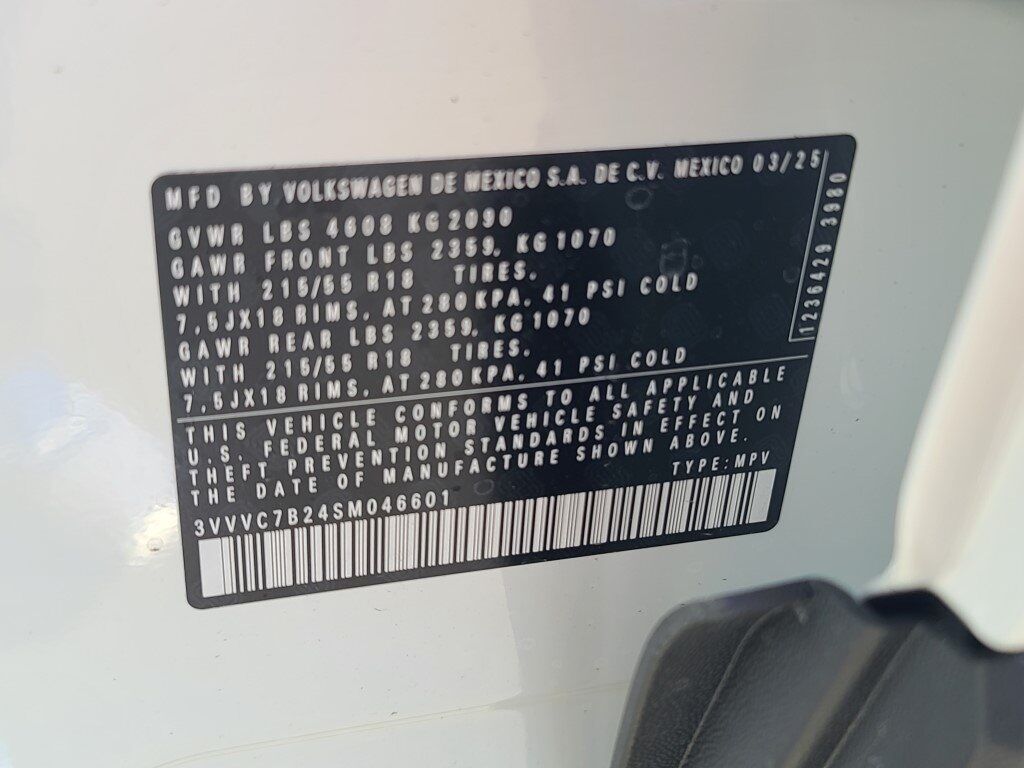 MFD BY VOLKSWAGEN DE MEXICO S.A. DE C.V. MEXICO 03/25
GVWR LBS 4608 KG 2090
GAWR FRONT LBS 2359, KG 1070
WITH 215/55 R18 TIRES,
7,5JX18 RIMS, AT 280 KPA, 41 PSI COLD
GAWR REAR LBS 2359, KG 1070
WITH 215/55 R18 TIRES,
7,5JX18 RIMS, AT 280 KPA, 41 PSI COLD
1236429 3980
THIS VEHICLE CONFORMS TO ALL APPLICABLE
U.S. FEDERAL MOTOR VEHICLE SAFETY AND
THEFT PREVENTION STANDARDS IN EFFECT ON
THE DATE OF MANUFACTURE SHOWN ABOVE.
3VVVC7B24SM046601 TYPE: MPV